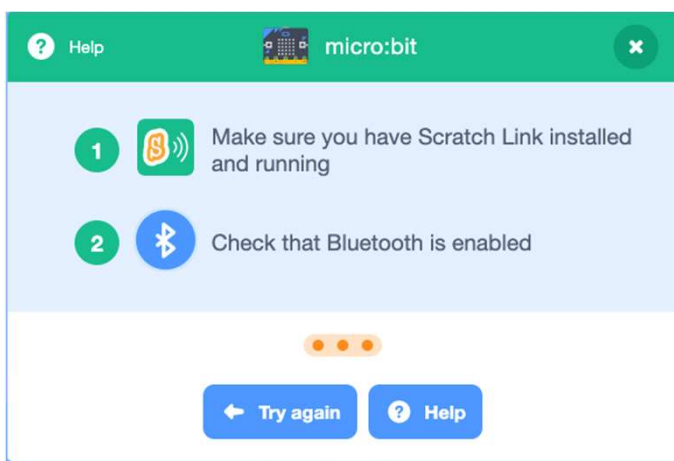 ? Help
micro:bit
1
S
Make sure you have Scratch Link installed
and running
2
Check that Bluetooth is enabled
Try again
? Help